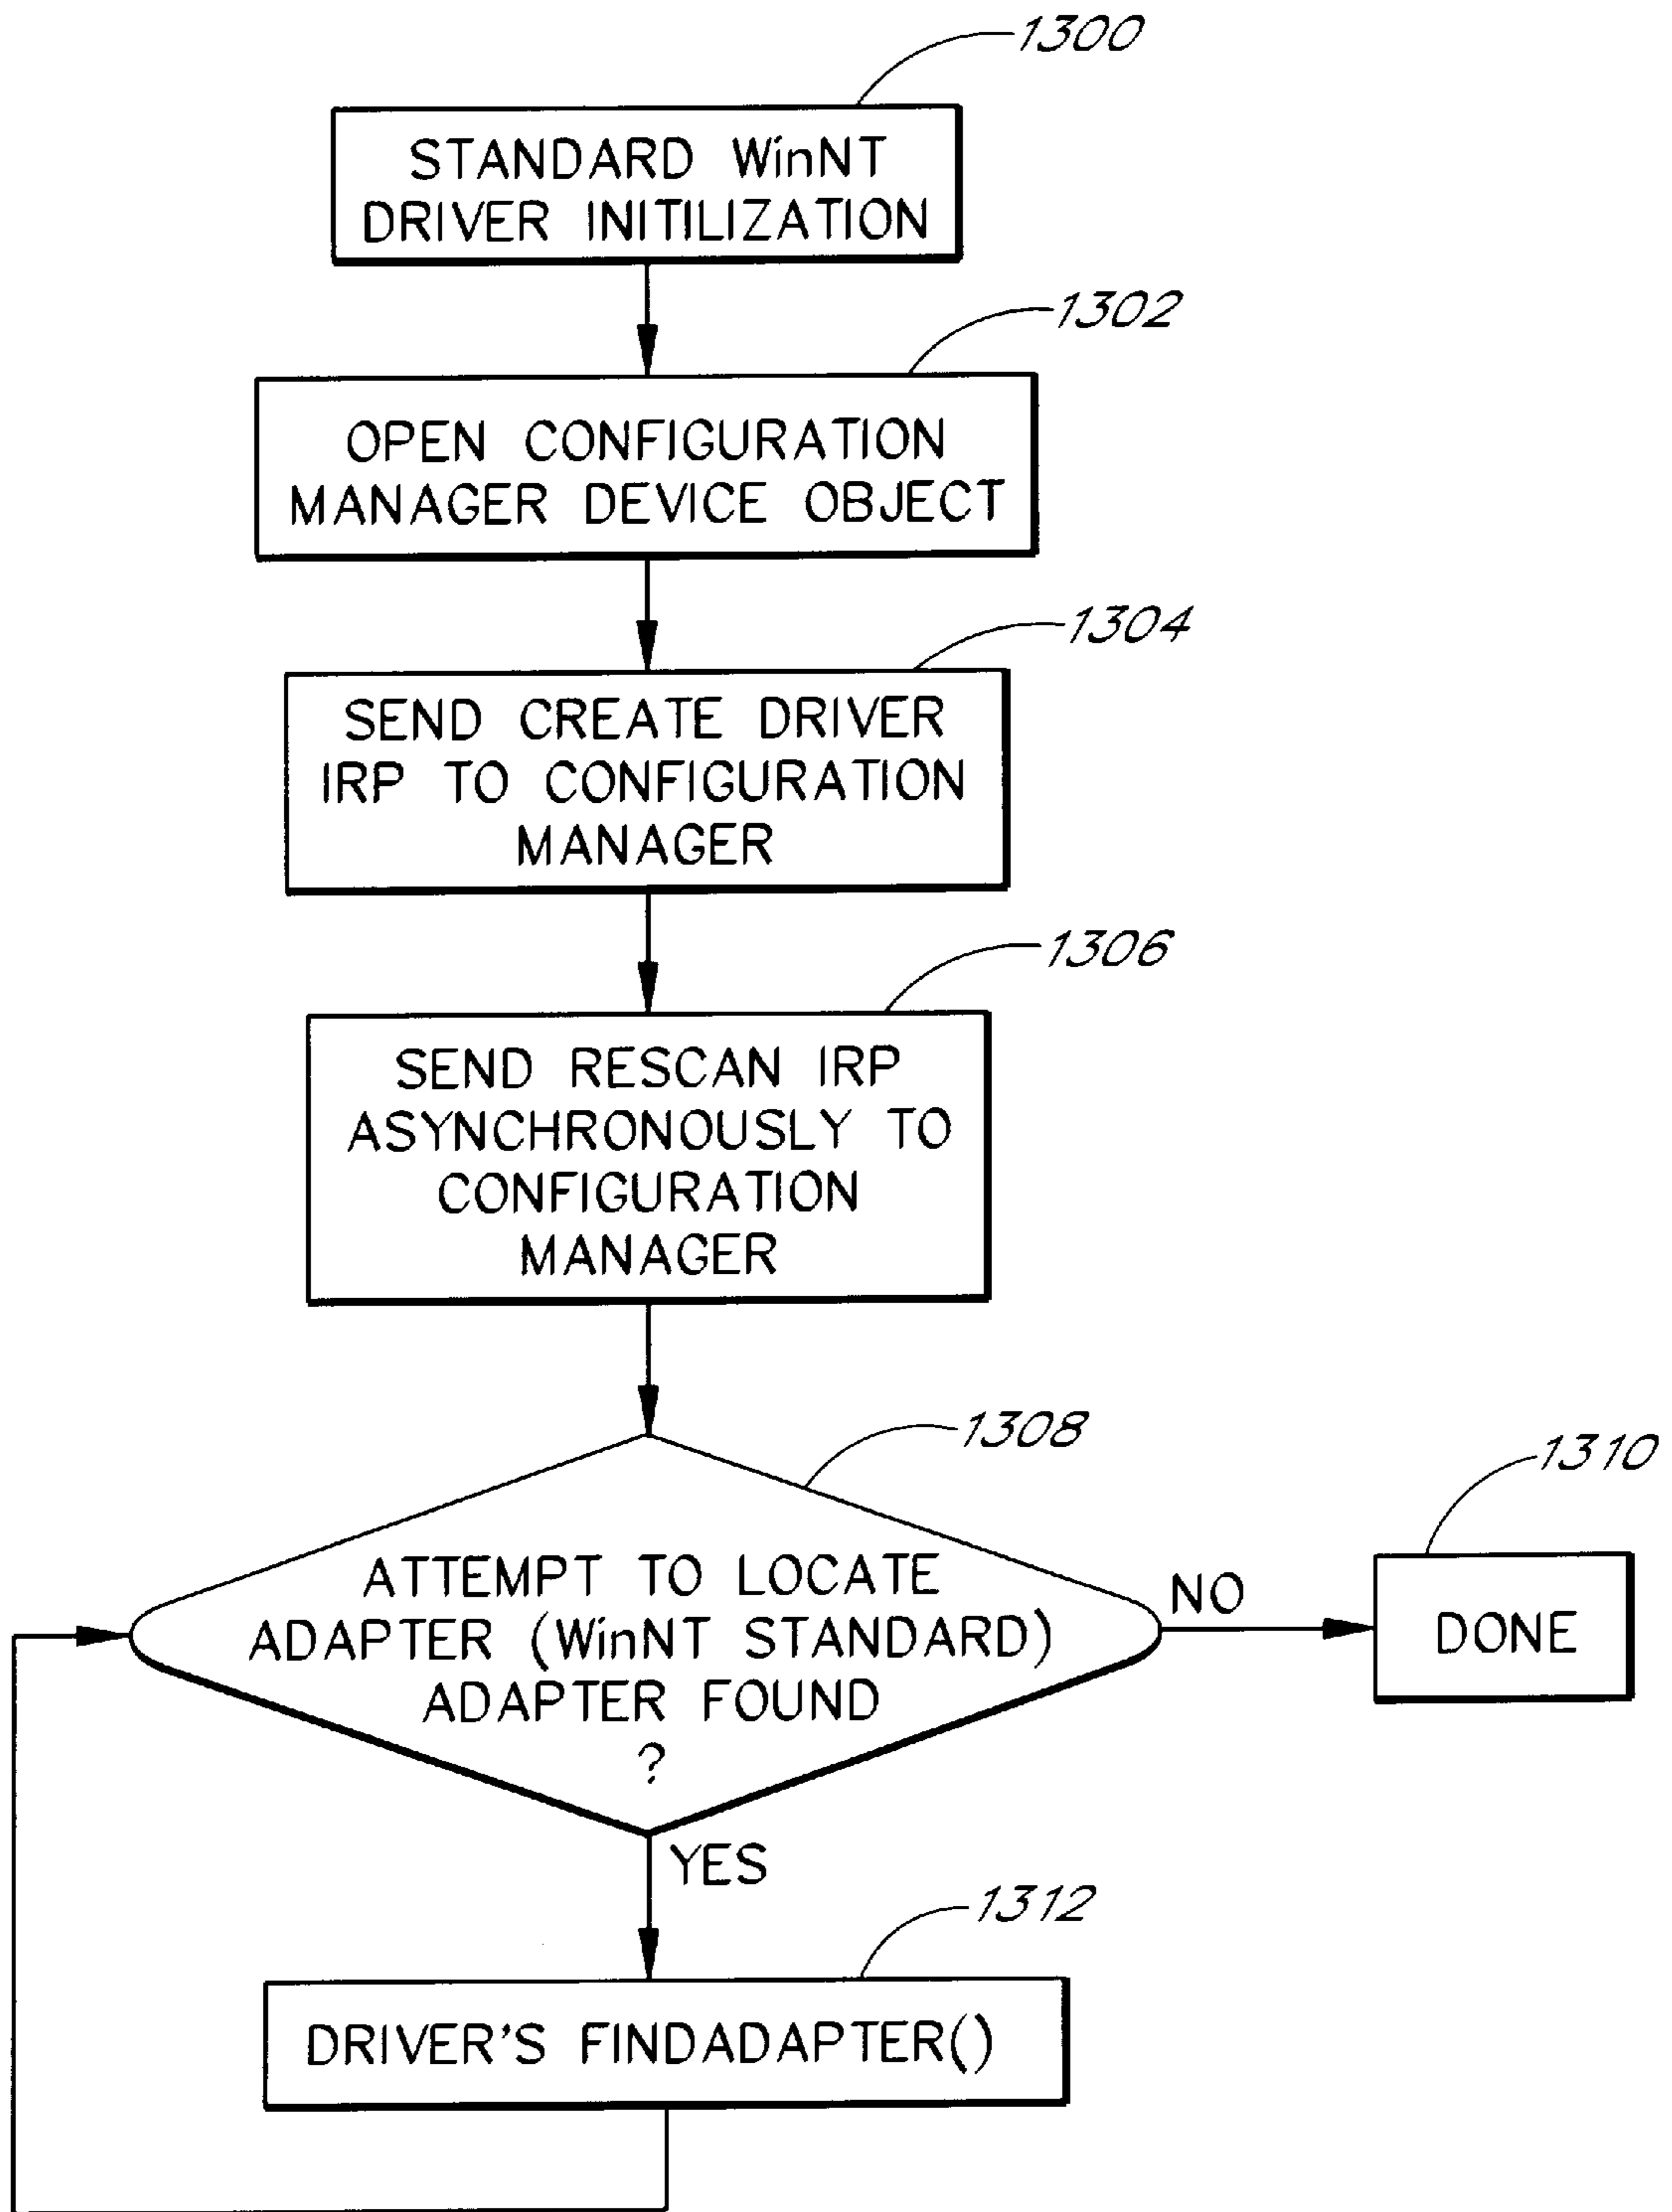 1300
STANDARD WinNT
DRIVER INITILIZATION
1302
OPEN CONFIGURATION
MANAGER DEVICE OBJECT
1304
SEND CREATE DRIVER
IRP TO CONFIGURATION
MANAGER
1306
SEND RESCAN IRP
ASYNCHRONOUSLY TO
CONFIGURATION
MANAGER
1308
ATTEMPT TO LOCATE
ADAPTER (WinNT STANDARD)
ADAPTER FOUND
?
NO
1310
DONE
YES
1312
DRIVER'S FINDADAPTER()